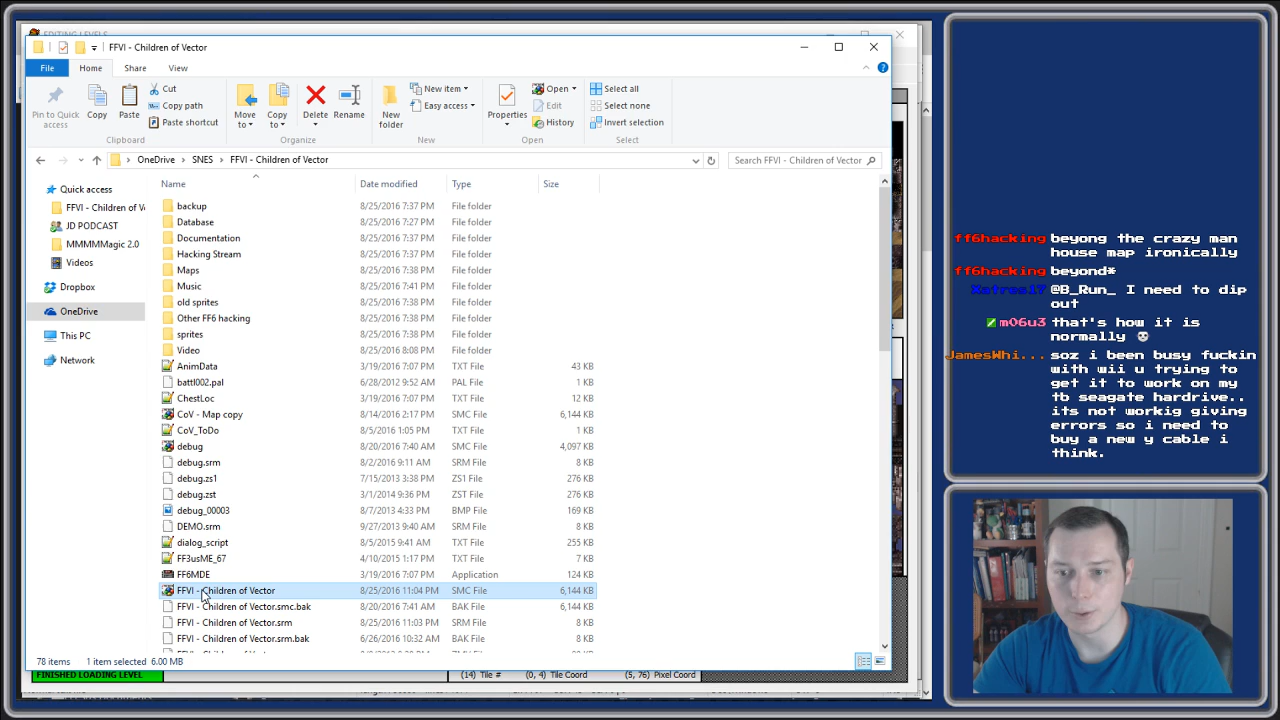 EDITING LEVELS
FFVI - Children of Vector
File Home Share View
Pin to Quick access
Copy
Paste
Cut
Copy path
Paste shortcut
Clipboard
Move to
Copy to
Delete
Rename
Organize
New folder
New item
Easy access
New
Properties
Open
Edit
History
Open
Select all
Select none
Invert selection
Select
OneDrive > SNES > FFVI - Children of Vector
Search FFVI - Children of Vector
Quick access
FFVI - Children of V
JD PODCAST
MMMMagic 2.0
Videos
Dropbox
OneDrive
This PC
Network
Name Date modified Type Size
backup 8/25/2016 7:37 PM File folder
Database 8/25/2016 7:27 PM File folder
Documentation 8/25/2016 7:37 PM File folder
Hacking Stream 8/25/2016 7:37 PM File folder
Maps 8/25/2016 7:38 PM File folder
Music 8/25/2016 7:41 PM File folder
old sprites 8/25/2016 7:38 PM File folder
Other FF6 hacking 8/25/2016 7:38 PM File folder
sprites 8/25/2016 7:38 PM File folder
Video 8/25/2016 8:08 PM File folder
AnimData 3/19/2016 7:07 PM TXT File 43 KB
battl002.pal 6/28/2012 9:52 AM PAL File 1 KB
ChestLoc 3/19/2016 7:07 PM TXT File 12 KB
CoV - Map copy 8/14/2016 2:17 PM SMC File 6,144 KB
CoV_ToDo 8/5/2016 1:05 PM TXT File 2 KB
debug 8/20/2016 7:40 AM SMC File 4,097 KB
debug.srm 8/2/2016 9:11 AM SRM File 8 KB
debug.zs1 7/15/2013 3:38 PM ZS1 File 276 KB
debug.zst 3/1/2014 9:36 PM ZST File 276 KB
debug_00003 8/7/2013 4:33 PM BMP File 169 KB
DEMO.srm 9/27/2013 9:40 AM SRM File 8 KB
dialog_script 8/5/2015 9:41 AM TXT File 255 KB
FF3usME_67 4/10/2015 1:17 PM TXT File 7 KB
FF6MDE 3/19/2016 7:07 PM Application 124 KB
FFVI - Children of Vector 8/25/2016 11:04 PM SMC File 6,144 KB
FFVI - Children of Vector.smc.bak 8/20/2016 7:41 AM BAK File 6,144 KB
FFVI - Children of Vector.srm 8/25/2016 11:03 PM SRM File 8 KB
FFVI - Children of Vector.srm.bak 6/26/2016 10:32 AM BAK File 8 KB
78 items 1 item selected 6.00 MB
FINISHED LOADING LEVEL
(14) Tile # (0, 4) Tile Coord (5, 76) Pixel Coord
ff6hacking beyong the crazy man
house map ironically
ff6hacking beyond*
Xatros17 @B_Run_ I need to dip
out
m06u3 that's how it is
normally
JamesWhi... soz i been busy fuckin
with wii u trying to
get it to work on my
tb seagate hardrive..
its not workig giving
errors so i need to
buy a new y cable i
think.